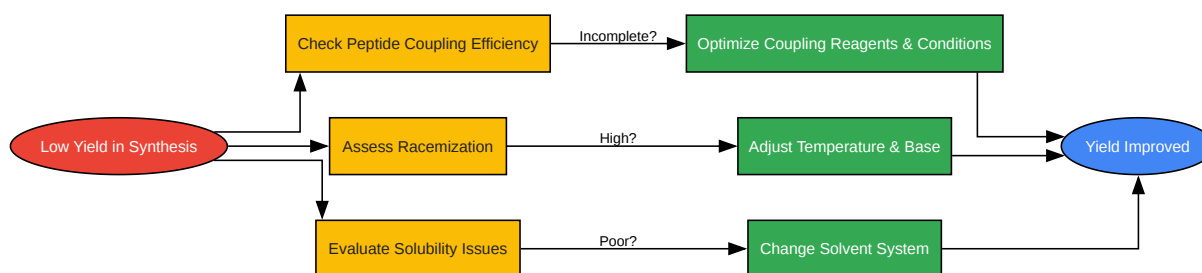 Check Peptide Coupling Efficiency
Incomplete?
Optimize Coupling Reagents & Conditions
Low Yield in Synthesis
Assess Racemization
High?
Adjust Temperature & Base
Yield Improved
Evaluate Solubility Issues
Poor?
Change Solvent System